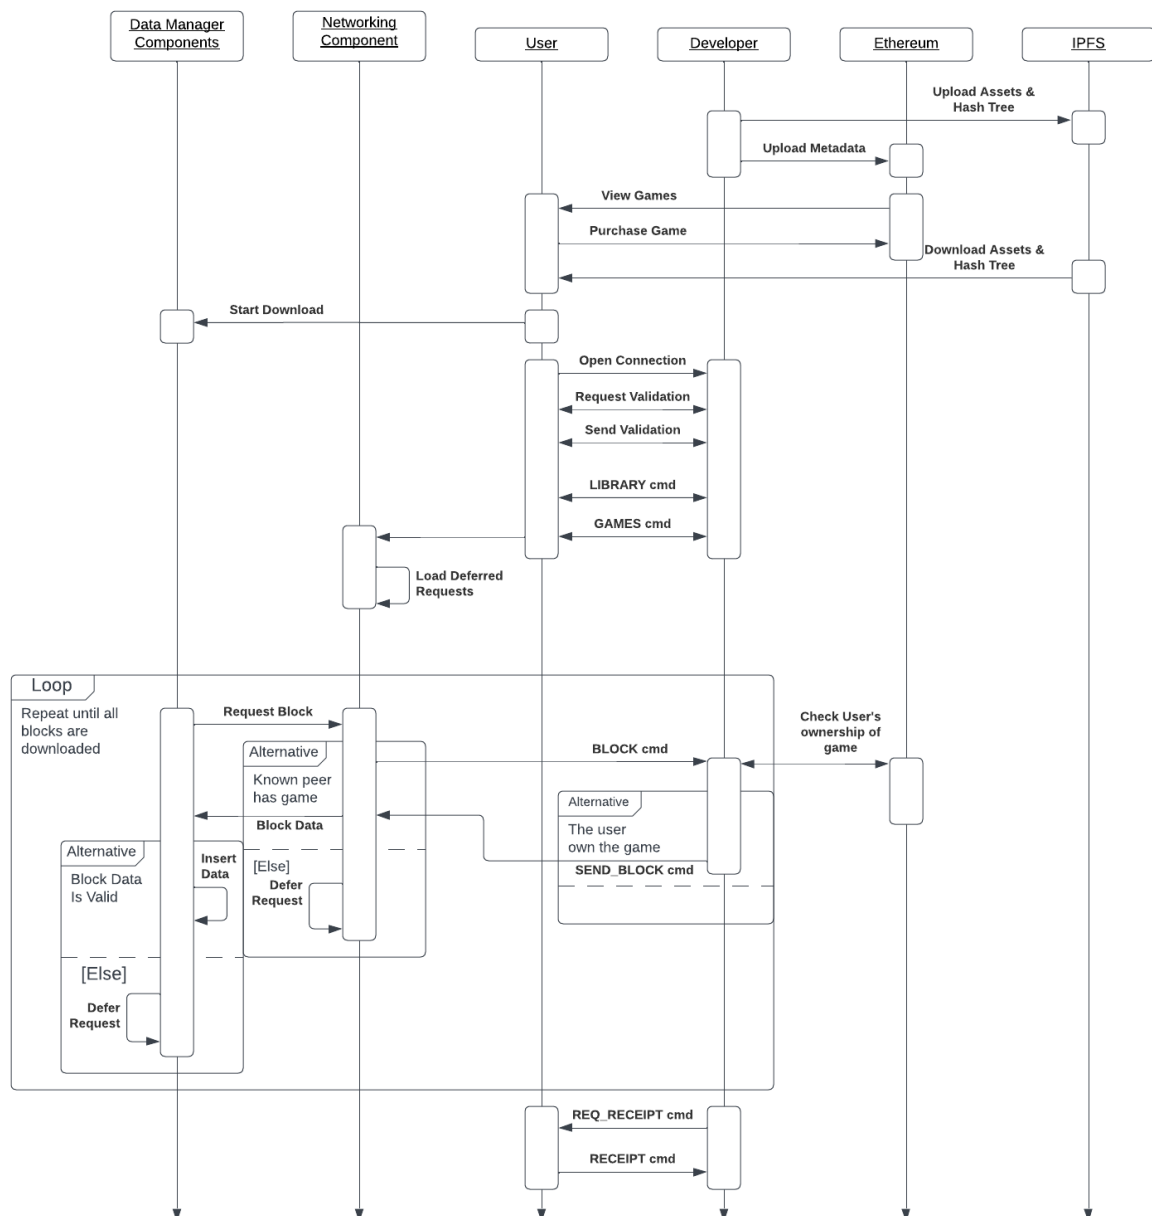 Data Manager
Components
Networking
Component
User
Developer
Ethereum
IPFS
Upload Assets &
Hash Tree
Upload Metadata
View Games
Purchase Game
Download Assets &
Hash Tree
Start Download
Open Connection
Request Validation
Send Validation
LIBRARY cmd
GAMES cmd
Load Deferred
Requests
Loop
Repeat until all
blocks are
downloaded
Request Block
Check User's
ownership of
game
Alternative
Known peer
has game
BLOCK cmd
Alternative
The user
own the game
Block Data
Alternative
Block Data
Is Valid
Insert
Data
[Else]
Defer
Request
SEND_BLOCK cmd
[Else]
Defer
Request
REQ_RECEIPT cmd
RECEIPT cmd